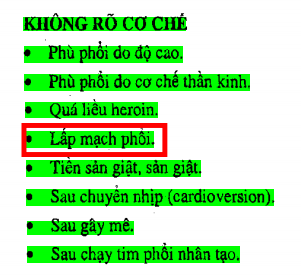 KHÔNG RÕ CƠ CHẾ
• Phù phổi do độ cao.
• Phù phổi do cơ chế thần kinh.
• Quá liều heroin.
• Lấp mạch phổi.
• Tiền sản giật, sản giật.
• Sau chuyển nhịp (cardioversion).
• Sau gây mê.
• Sau chạy tim phổi nhân tạo.